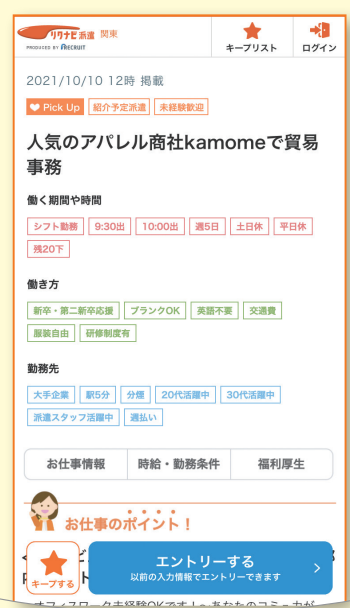 リクナビ派遣 関東
PRODUCED BY RECRUIT
キープリスト
ログイン
2021/10/10 12時 掲載
Pick Up 紹介予定派遣 未経験歓迎
人気のアパレル商社kamomeで貿易
事務
働く期間や時間
シフト勤務 9:30出 10:00出 週5日 土日休 平日休
残20下
働き方
新卒・第二新卒応援 ブランクOK 英語不要 交通費
服装自由 研修制度有
勤務先
大手企業 駅5分 分煙 20代活躍中 30代活躍中
派遣スタッフ活躍中 週払い
お仕事情報 時給・勤務条件 福利厚生
お仕事のポイント！
キープする
エントリーする
以前の入力情報でエントリーできます